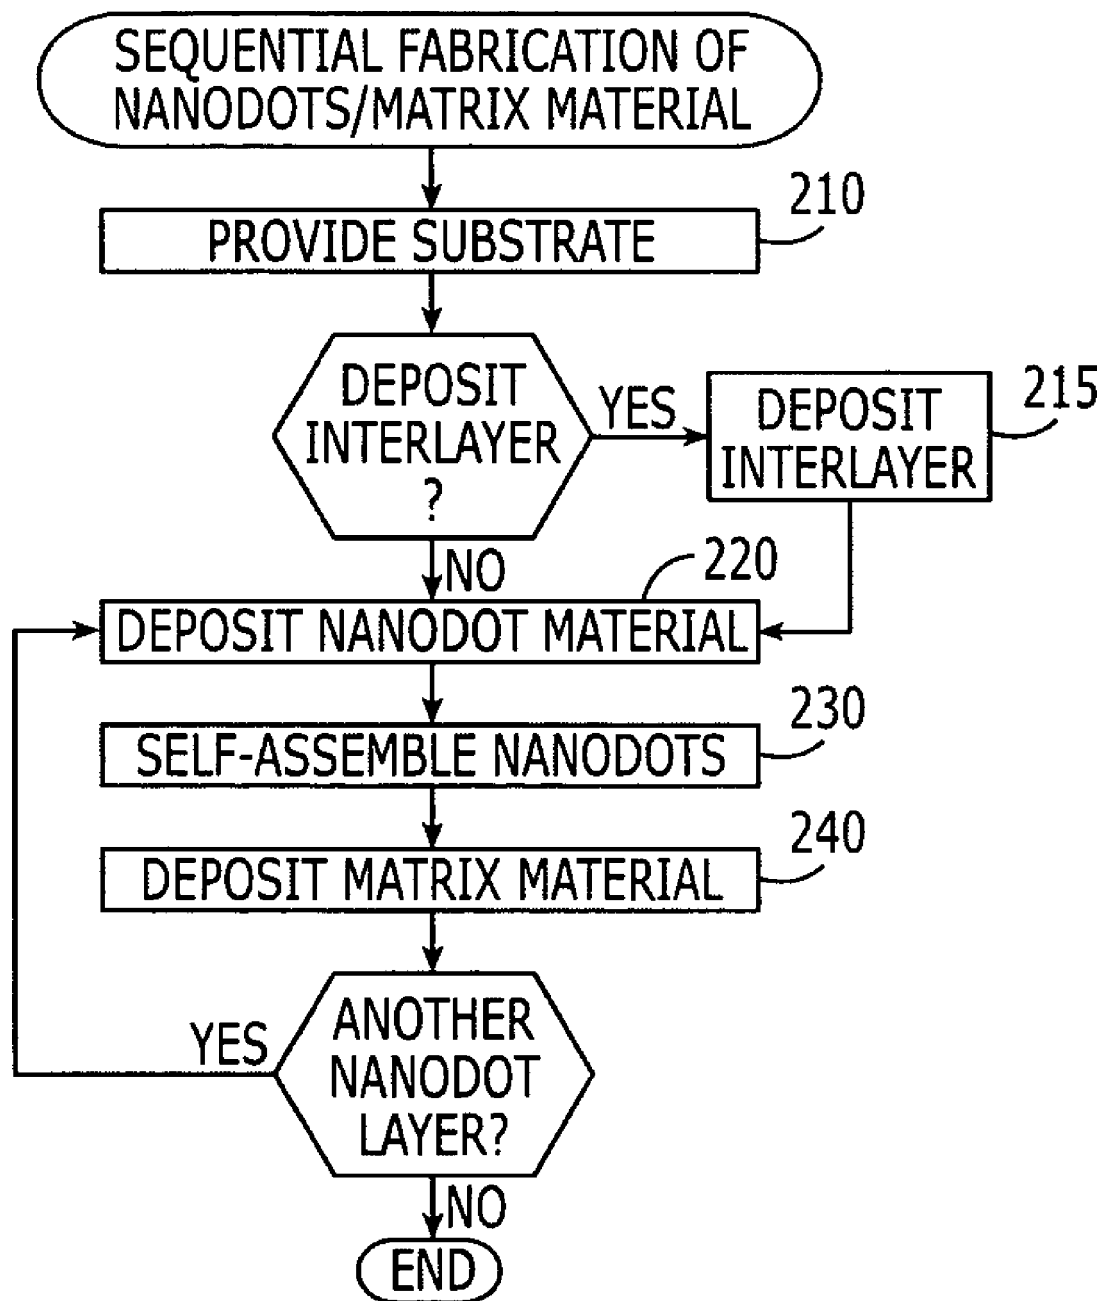 SEQUENTIAL FABRICATION OF
NANODOTS/MATRIX MATERIAL
210
PROVIDE SUBSTRATE
DEPOSIT
INTERLAYER
?
YES
DEPOSIT
INTERLAYER
215
NO
220
DEPOSIT NANODOT MATERIAL
230
SELF-ASSEMBLE NANODOTS
240
DEPOSIT MATRIX MATERIAL
ANOTHER
NANODOT
LAYER?
YES
NO
END